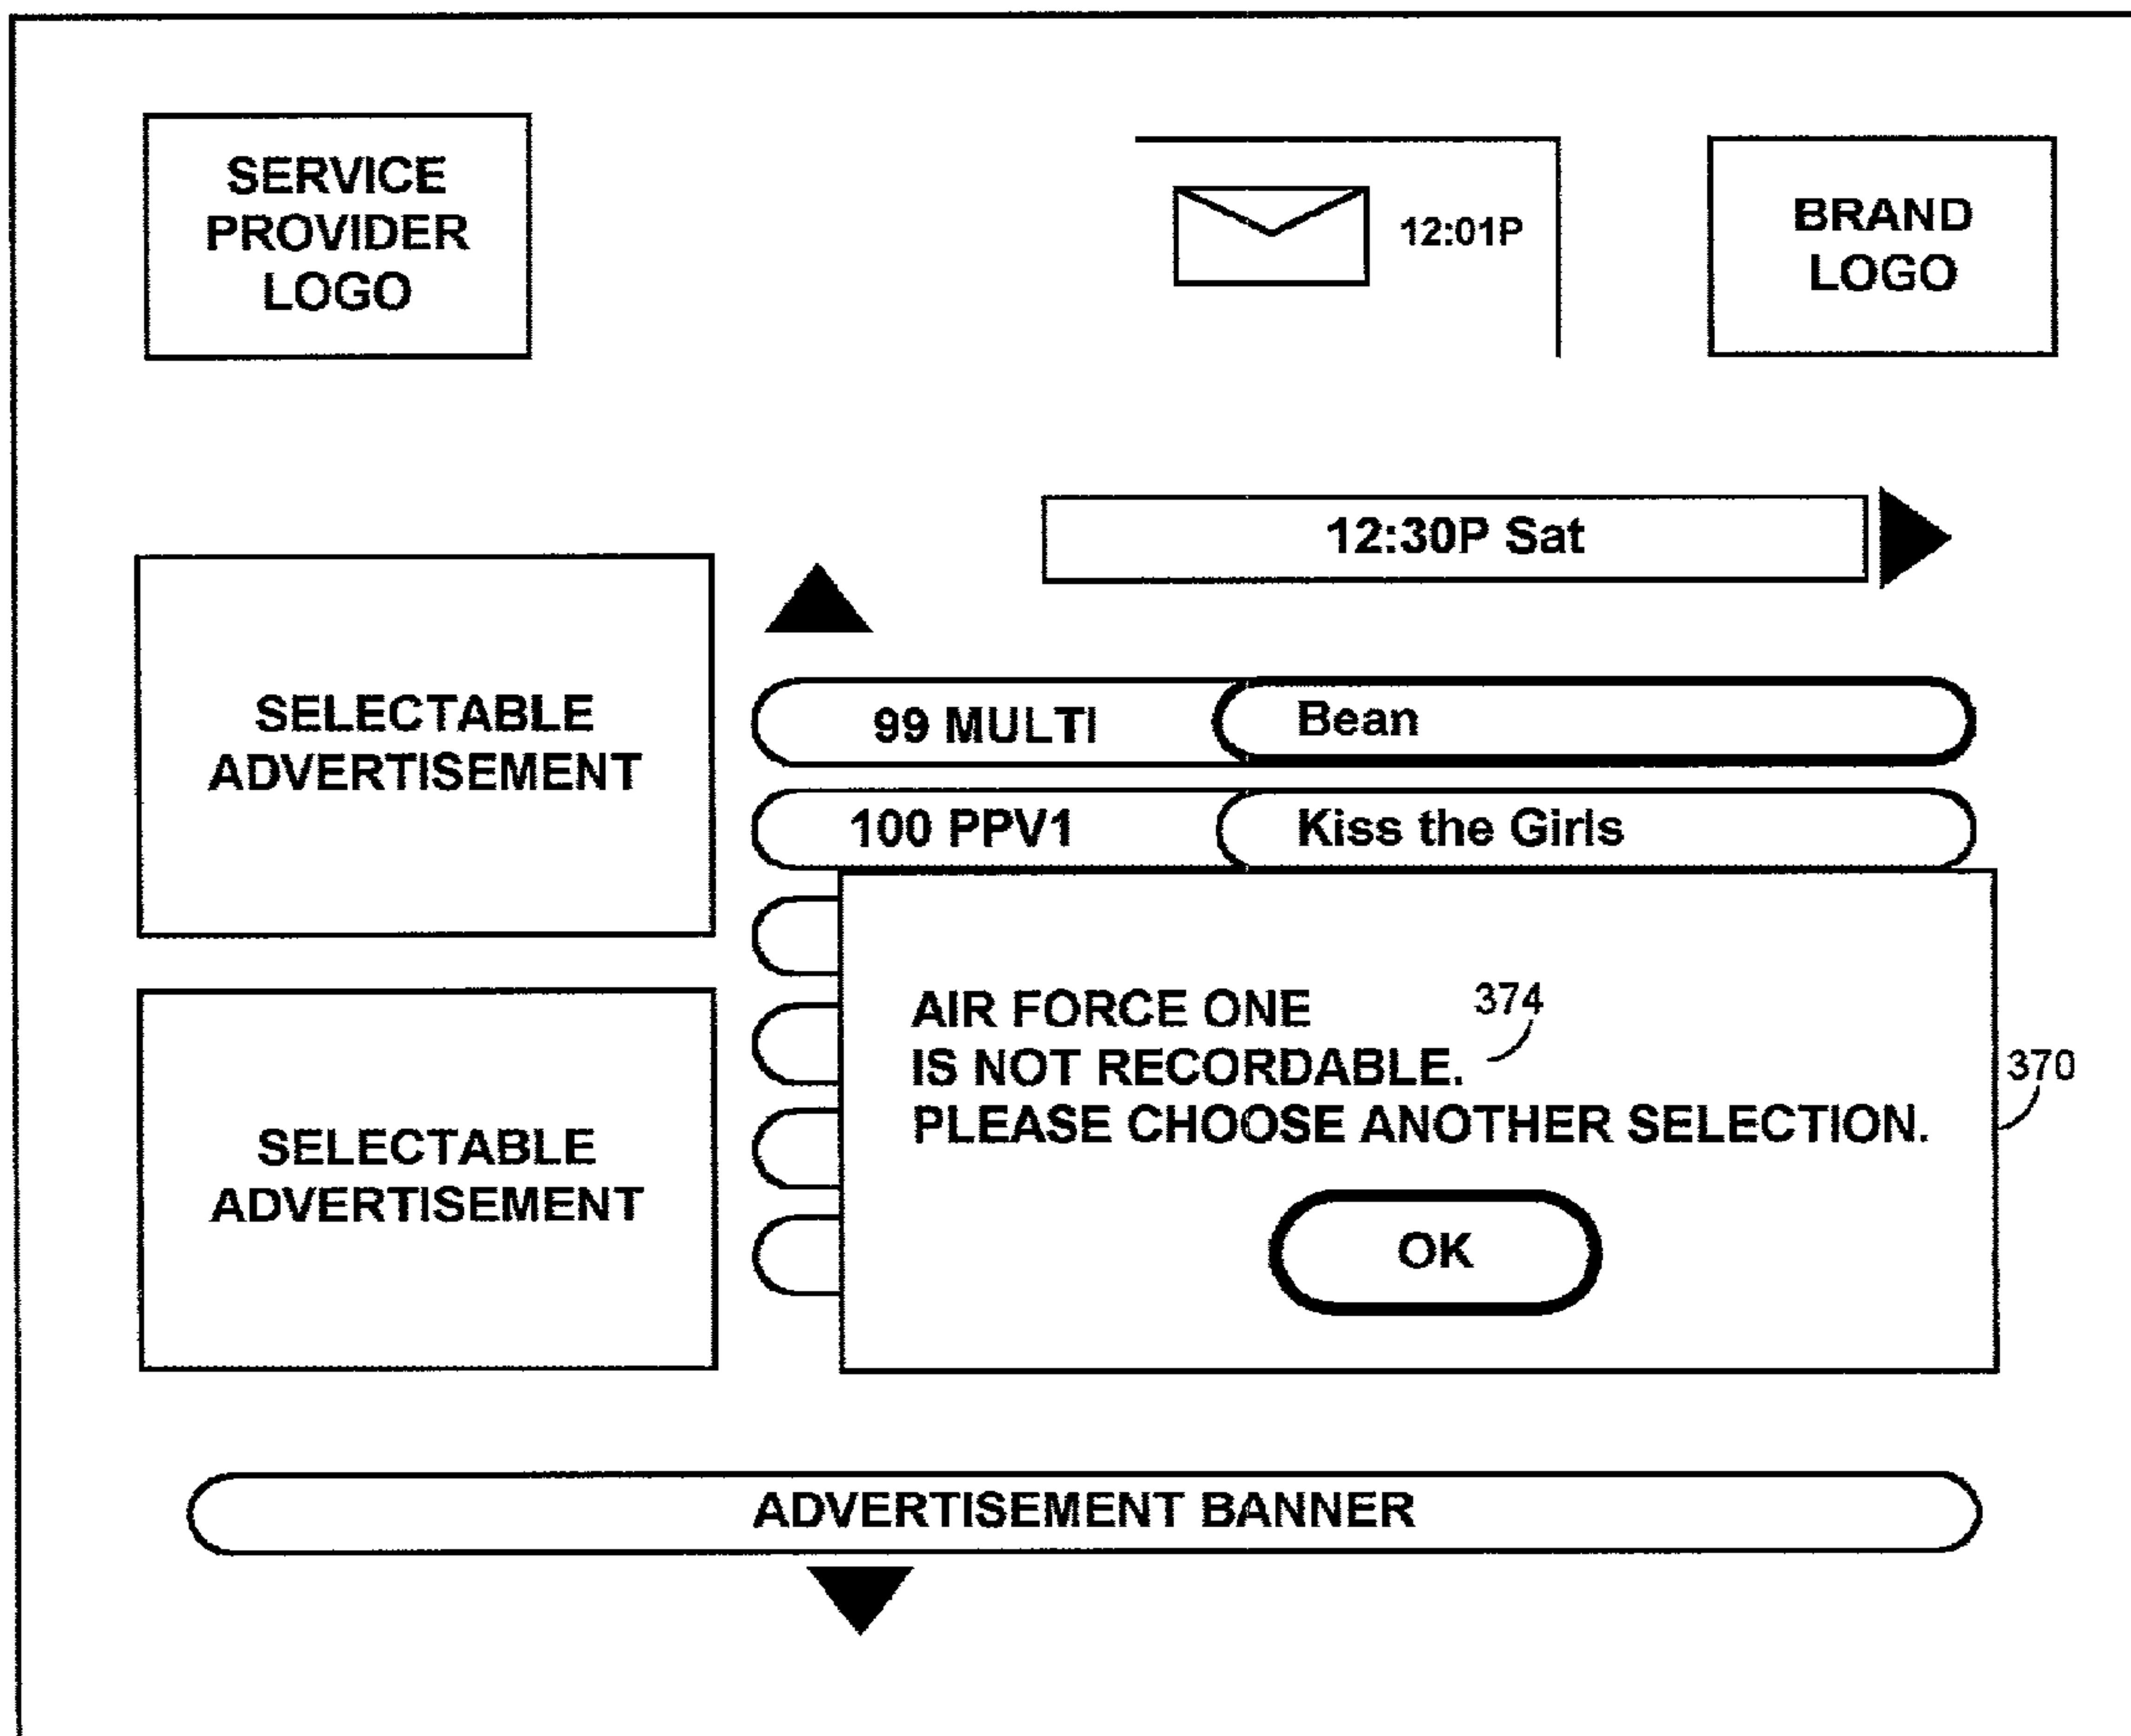 SERVICE
PROVIDER
LOGO
12:01P
BRAND
LOGO
12:30P Sat
SELECTABLE
ADVERTISEMENT
99 MULTI Bean
100 PPV1 Kiss the Girls
AIR FORCE ONE 374
IS NOT RECORDABLE.
370
PLEASE CHOOSE ANOTHER SELECTION.
SELECTABLE
ADVERTISEMENT
OK
ADVERTISEMENT BANNER